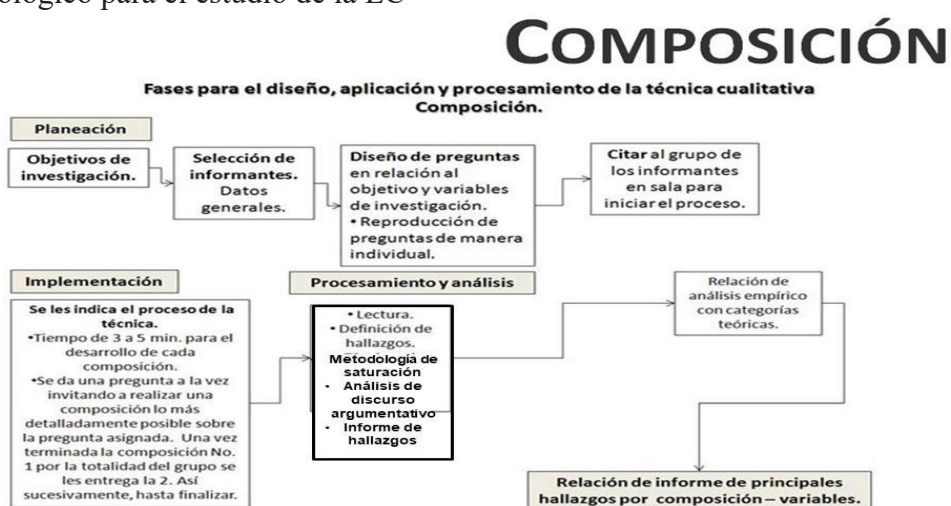 ológico para el estudio de la EC
COMPOSICIÓN
Fases para el diseño, aplicación y procesamiento de la técnica cualitativa
Composición.
Planeación
Objetivos de
investigación.
Selección de
informantes.
Datos
generales.
Diseño de preguntas
en relación al
objetivo y variables
de investigación.
• Reproducción de
preguntas de manera
individual.
Citar al grupo de
los informantes
en sala para
iniciar el proceso.
Implementación
Se les indica el proceso de la
técnica.
•Tiempo de 3 a 5 min. para el
desarrollo de cada
composición.
•Se da una pregunta a la vez
invitando a realizar una
composición lo más
detalladamente posible sobre
la pregunta asignada. Una vez
terminada la composición No.
1 por la totalidad del grupo se
les entrega la 2. Así
sucesivamente, hasta finalizar.
Procesamiento y análisis
• Lectura.
• Definición de
hallazgos.
Metodología de
saturación
• Análisis de
discurso
argumentativo
• Informe de
hallazgos
Relación de
análisis empírico
con categorías
teóricas.
Relación de informe de principales
hallazgos por composición – variables.